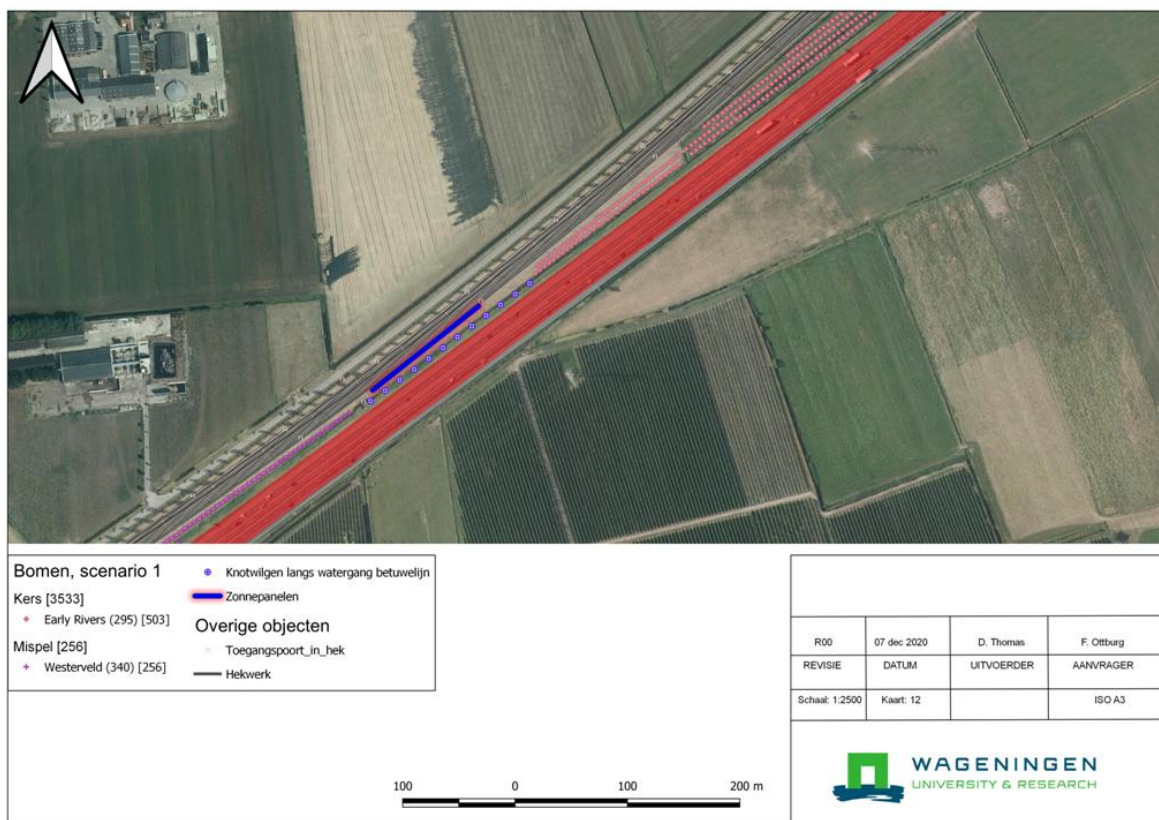 Bomen, scenario 1
Kers [3533]
Early Rivers (295) [503]
Mispel [256]
Westerveld (340) [256]
Knotwilgen langs watergang betuwelijn
Zonnepanelen
Overige objecten
Toegangspoort_in_hek
Hekwerk
100 0 100 200 m
R00 07 dec 2020 D. Thomas F. Ottburg
REVISIE DATUM UITVOERDER AANVRAGER
Schaal: 1:2500 Kaart: 12 ISO A3
WAGENINGEN
UNIVERSITY & RESEARCH